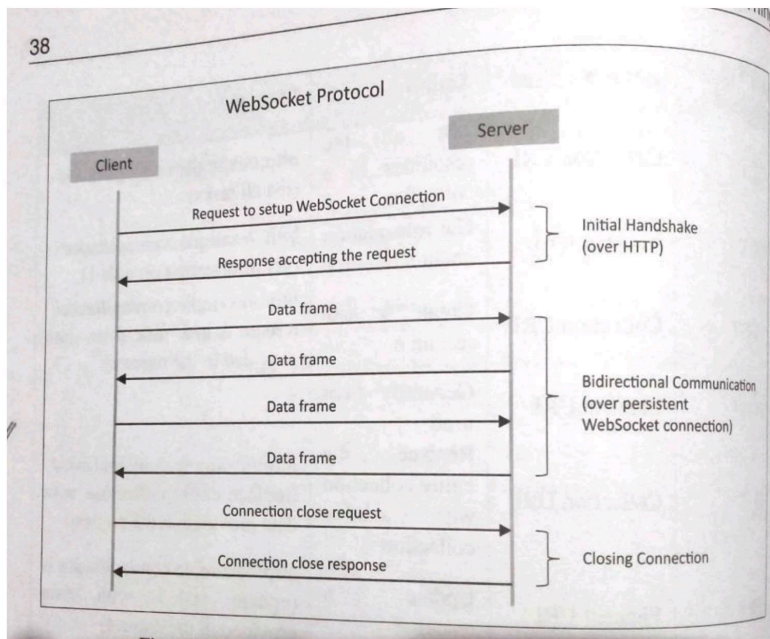 38
WebSocket Protocol
Client
Server
Request to setup WebSocket Connection
Response accepting the request
Initial Handshake
(over HTTP)
Data frame
Data frame
Data frame
Data frame
Bidirectional Communication
(over persistent
WebSocket connection)
Connection close request
Connection close response
Closing Connection